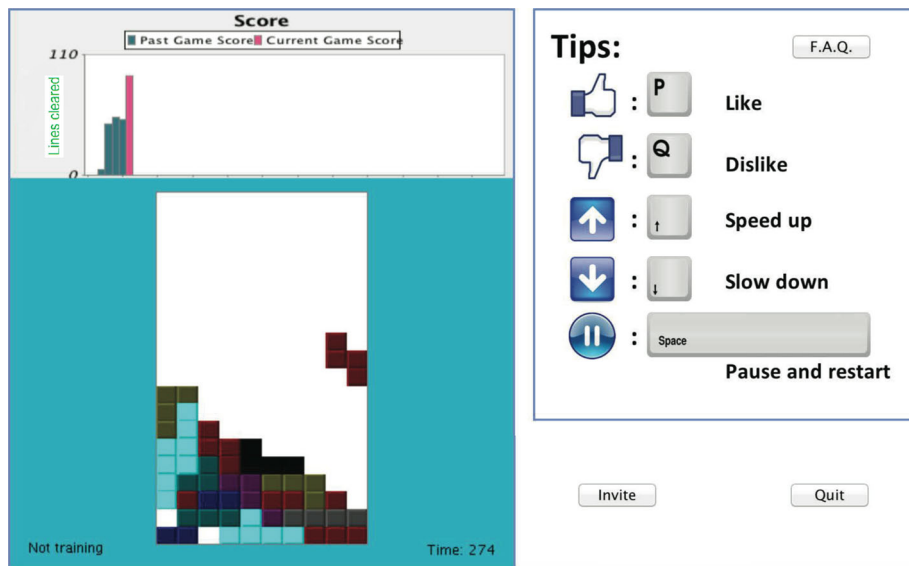 Score
Past Game Score Current Game Score
110
Lines cleared
0
Not training
Time: 274
Tips:
F.A.Q.
: P Like
: Q Dislike
: ↑ Speed up
: ↓ Slow down
: Space
Pause and restart
Invite
Quit